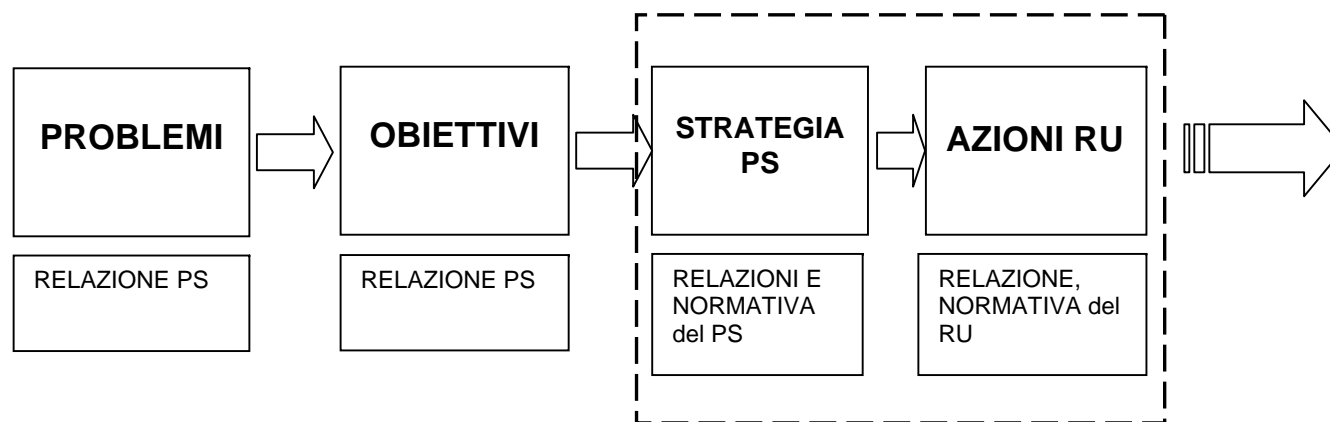 PROBLEMI
OBIETTIVI
STRATEGIA
PS
AZIONI RU
RELAZIONE PS
RELAZIONE PS
RELAZIONI E
NORMATIVA
del PS
RELAZIONE,
NORMATIVA del
RU